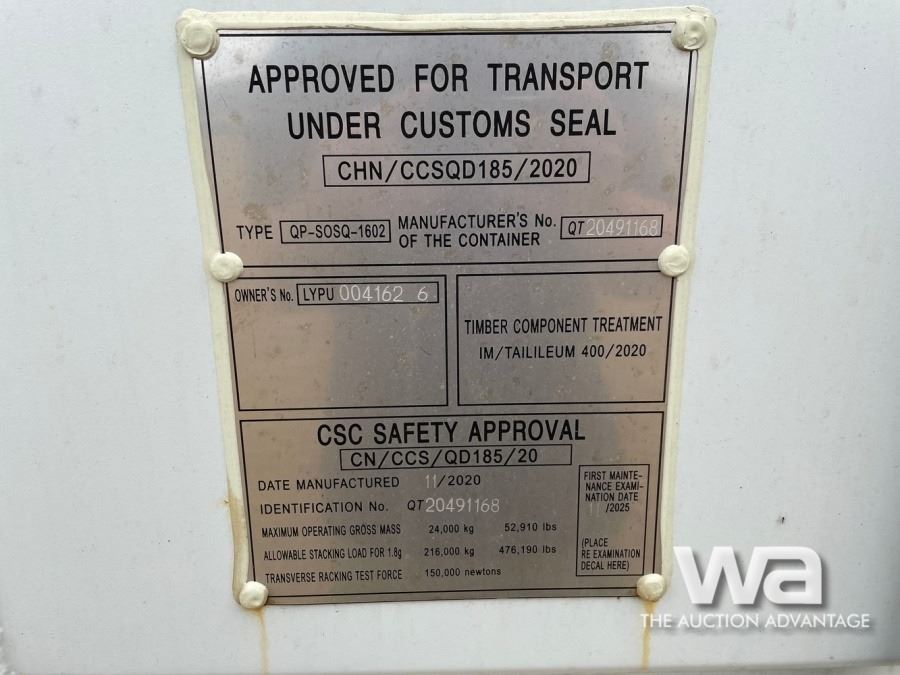 APPROVED FOR TRANSPORT
UNDER CUSTOMS SEAL
CHN/CCSQD185/2020
TYPE QP-SOSQ-1602 MANUFACTURER'S No. OF THE CONTAINER QT20491168
OWNER'S No. LYPU 004162 6
TIMBER COMPONENT TREATMENT
IM/TAILILEUM 400/2020
CSC SAFETY APPROVAL
CN/CCS/QD185/20
DATE MANUFACTURED 11/2020
IDENTIFICATION No. QT20491168
MAXIMUM OPERATING GROSS MASS 24,000 kg 52,910 lbs
ALLOWABLE STACKING LOAD FOR 1.8g 216,000 kg 476,190 lbs
TRANSVERSE RACKING TEST FORCE 150,000 newtons
FIRST MAINTE-
NANCE EXAMI-
NATION DATE
11/2025
(PLACE
RE EXAMINATION
DECAL HERE)
wa
THE AUCTION ADVANTAGE